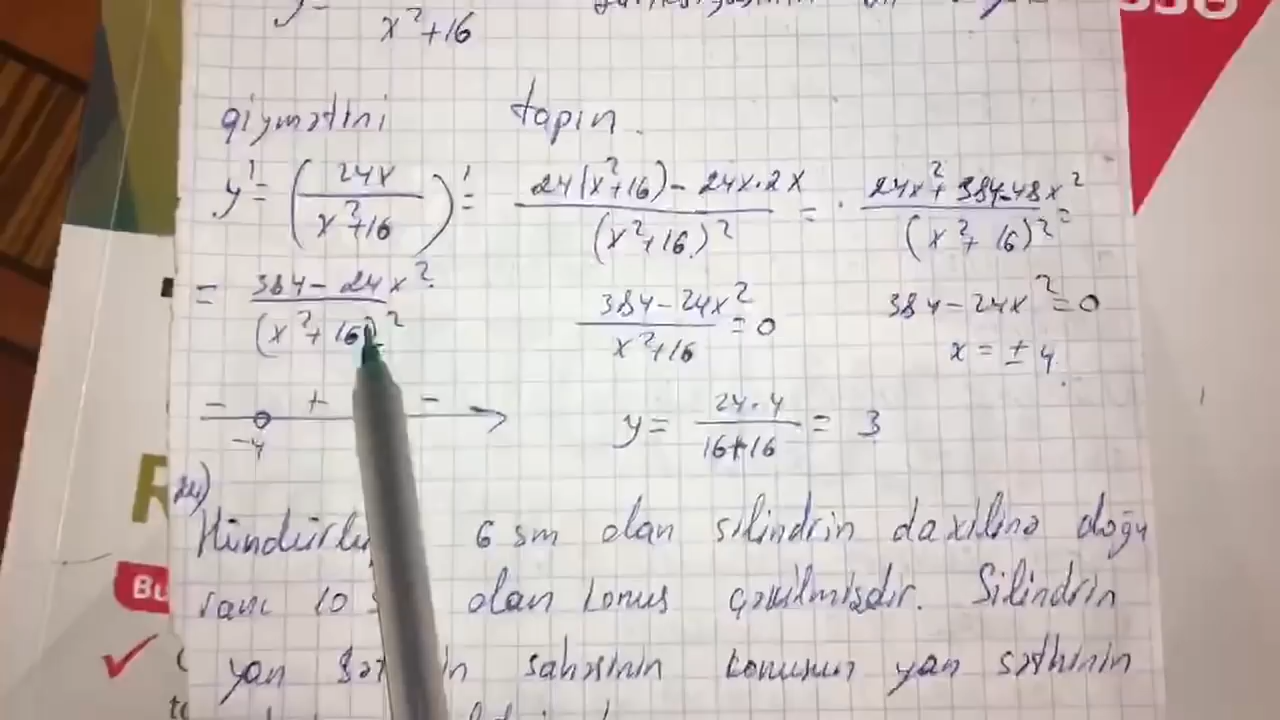 x²+16
qiymətini tapın.
y' = (24x / x²+16)' = 24(x²+16) - 24x·2x / (x²+16)² = 24x²+384-48x² / (x²+16)² =
= 384-24x² / (x²+16)²
384-24x² / x²+16 = 0
384-24x²=0
x = ±4.
- + -
-4
y = 24·4 / 16+16 = 3
24)
6 sm olan silindrin daxilinə doğu
ranı 10 olan konus çəkilmişdir. Silindrin
yan sahəsinin konusun yan səthinin